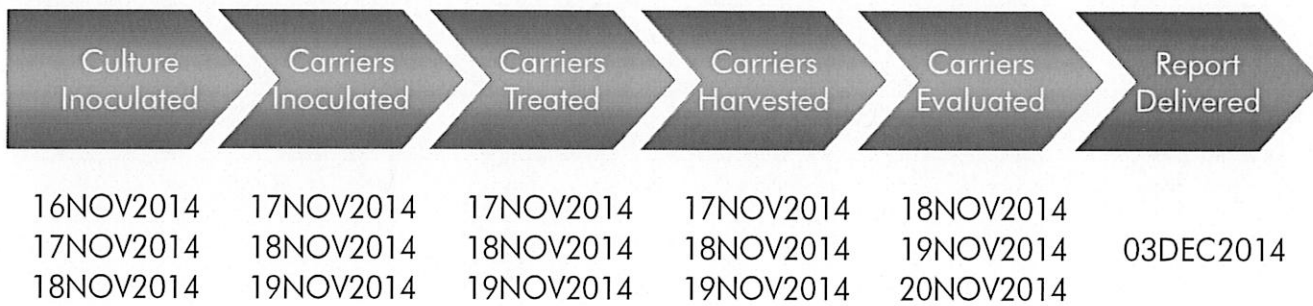 Culture
Inoculated
Carriers
Inoculated
Carriers
Treated
Carriers
Harvested
Carriers
Evaluated
Report
Delivered
16NOV2014 17NOV2014 17NOV2014 17NOV2014 18NOV2014
17NOV2014 18NOV2014 18NOV2014 18NOV2014 19NOV2014 03DEC2014
18NOV2014 19NOV2014 19NOV2014 19NOV2014 20NOV2014